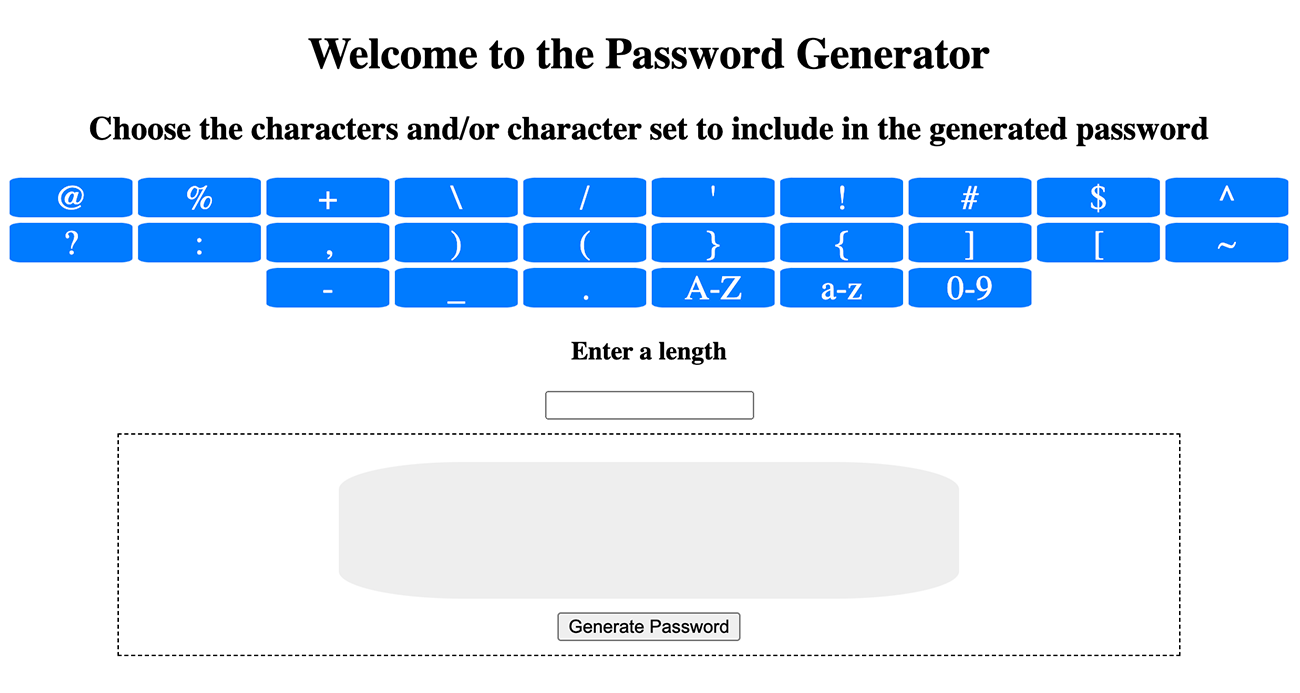 Welcome to the Password Generator
Choose the characters and/or character set to include in the generated password
@ % + \ / ' ! # $ ^
? : , ) ( } { ] [ ~
- _ . A-Z a-z 0-9
Enter a length
Generate Password